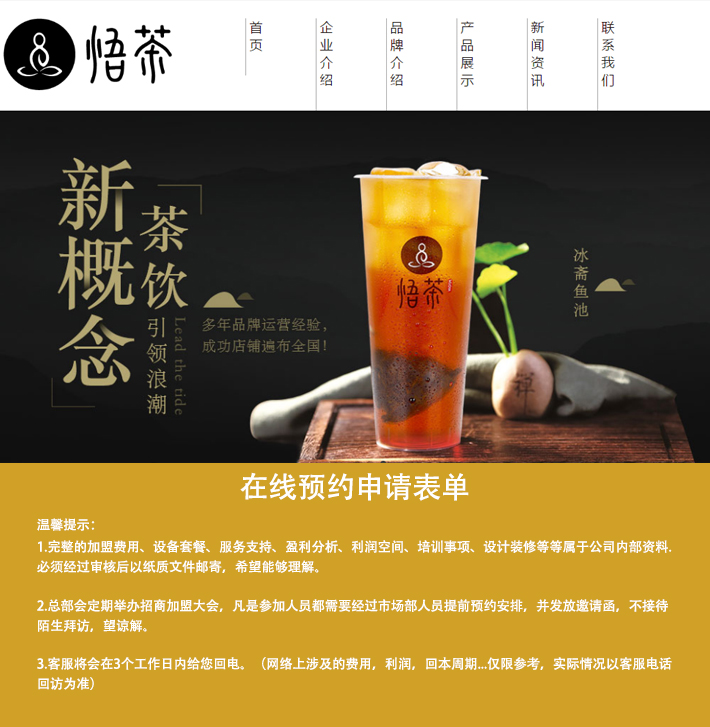 悟茶
首页
企业介绍
品牌介绍
产品展示
新闻资讯
联系我们
新概念
茶饮
引领浪潮
Lead the tide
多年品牌运营经验，
成功店铺遍布全国！
悟茶
禅
冰斋鱼池
在线预约申请表单
温馨提示：
1.完整的加盟费用、设备套餐、服务支持、盈利分析、利润空间、培训事项、设计装修等等属于公司内部资料.
必须经过审核后以纸质文件邮寄，希望能够理解。
2.总部会定期举办招商加盟大会，凡是参加人员都需要经过市场部人员提前预约安排，并发放邀请函，不接待
陌生拜访，望谅解。
3.客服将会在3个工作日内给您回电。（网络上涉及的费用，利润，回本周期...仅限参考，实际情况以客服电话
回访为准）